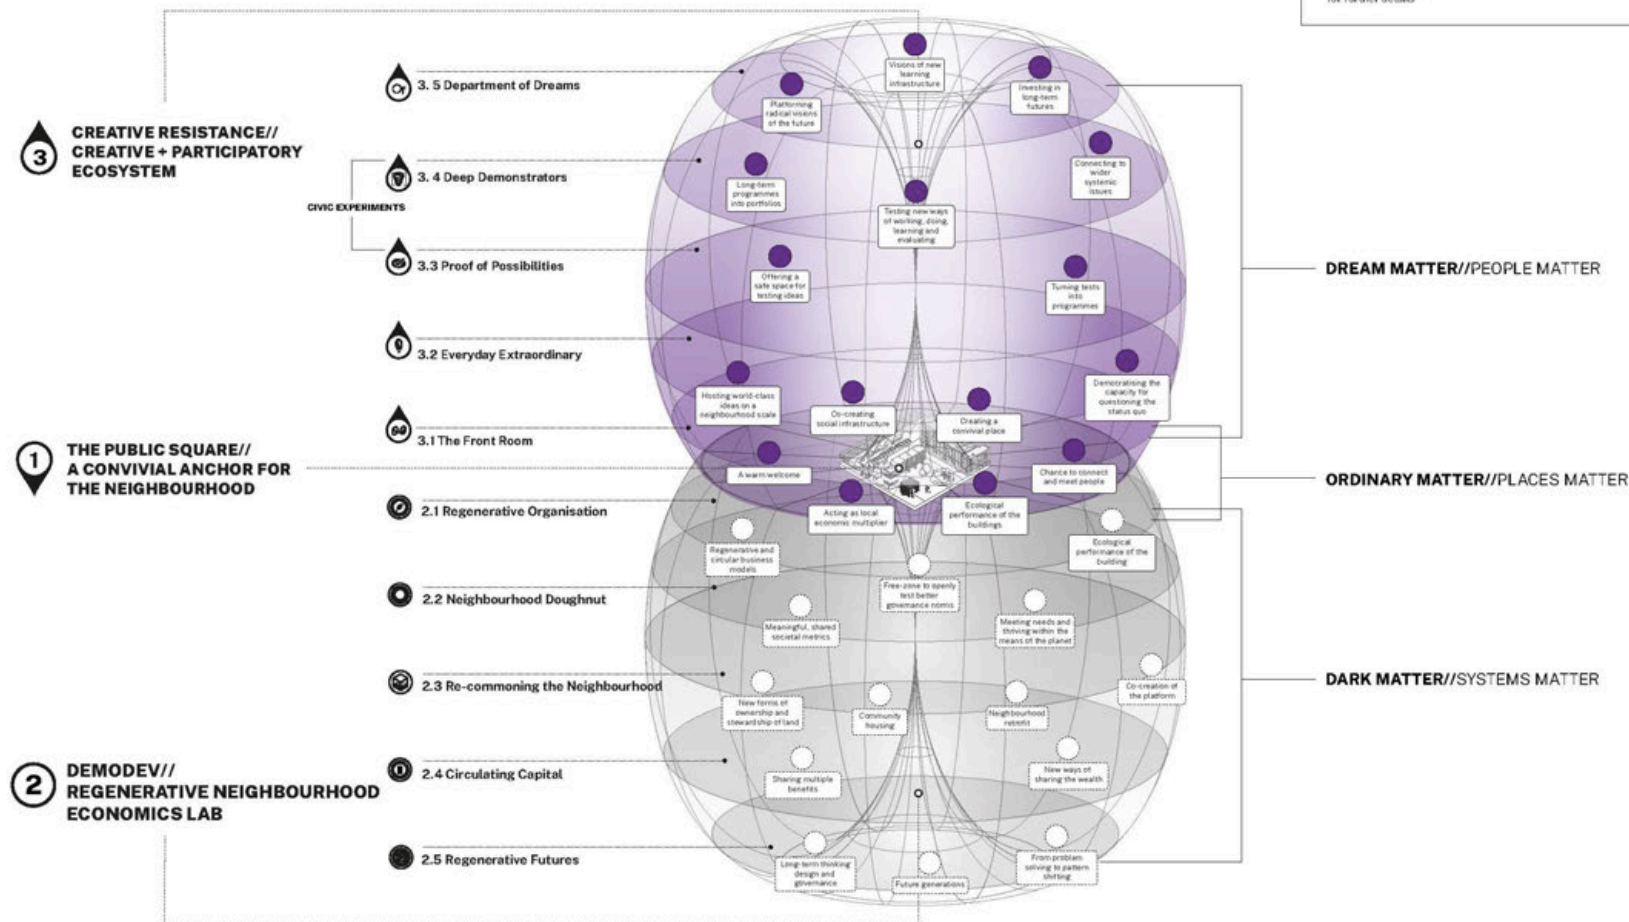 3. 5 Department of Dreams
3
CREATIVE RESISTANCE//
CREATIVE + PARTICIPATORY
ECOSYSTEM
3. 4 Deep Demonstrators
CIVIC EXPERIMENTS
3.3 Proof of Possibilities
3.2 Everyday Extraordinary
3.1 The Front Room
1
THE PUBLIC SQUARE//
A CONVIVIAL ANCHOR FOR
THE NEIGHBOURHOOD
2.1 Regenerative Organisation
2.2 Neighbourhood Doughnut
2.3 Re-commoning the Neighbourhood
2
DEMODEV//
REGENERATIVE NEIGHBOURHOOD
ECONOMICS LAB
2.4 Circulating Capital
2.5 Regenerative Futures
Visions of new
learning
infrastructure
Platforming
radical visions
of the future
Investing in
long-term
futures
Connecting to
wider
systemic
issues
Long-term
programmes
into portfolios
Testing new ways
of working, doing,
learning and
evaluating
Offering a
safe space for
testing ideas
Turning tests
into
programmes
Hosting world-class
ideas on a
neighbourhood scale
Co-creating
social infrastructure
Creating a
convivial place
Democratising the
capacity for
questioning the
status quo
A warm welcome
Chance to connect
and meet people
Acting as local
economic multiplier
Ecological
performance of the
buildings
Regenerative and
circular business
models
Free-zone to openly
test better
governance norms
Ecological
performance of the
building
Meaningful, shared
societal metrics
Meeting needs and
thriving within the
means of the planet
New forms of
ownership and
stewardship of land
Community
housing
Neighbourhood
retrofit
Co-creation of
the platform
Sharing multiple
benefits
New ways of
sharing the wealth
Long-term thinking
design and
governance
Future generations
From problem
solving to pattern
shifting
DREAM MATTER//PEOPLE MATTER
ORDINARY MATTER//PLACES MATTER
DARK MATTER//SYSTEMS MATTER